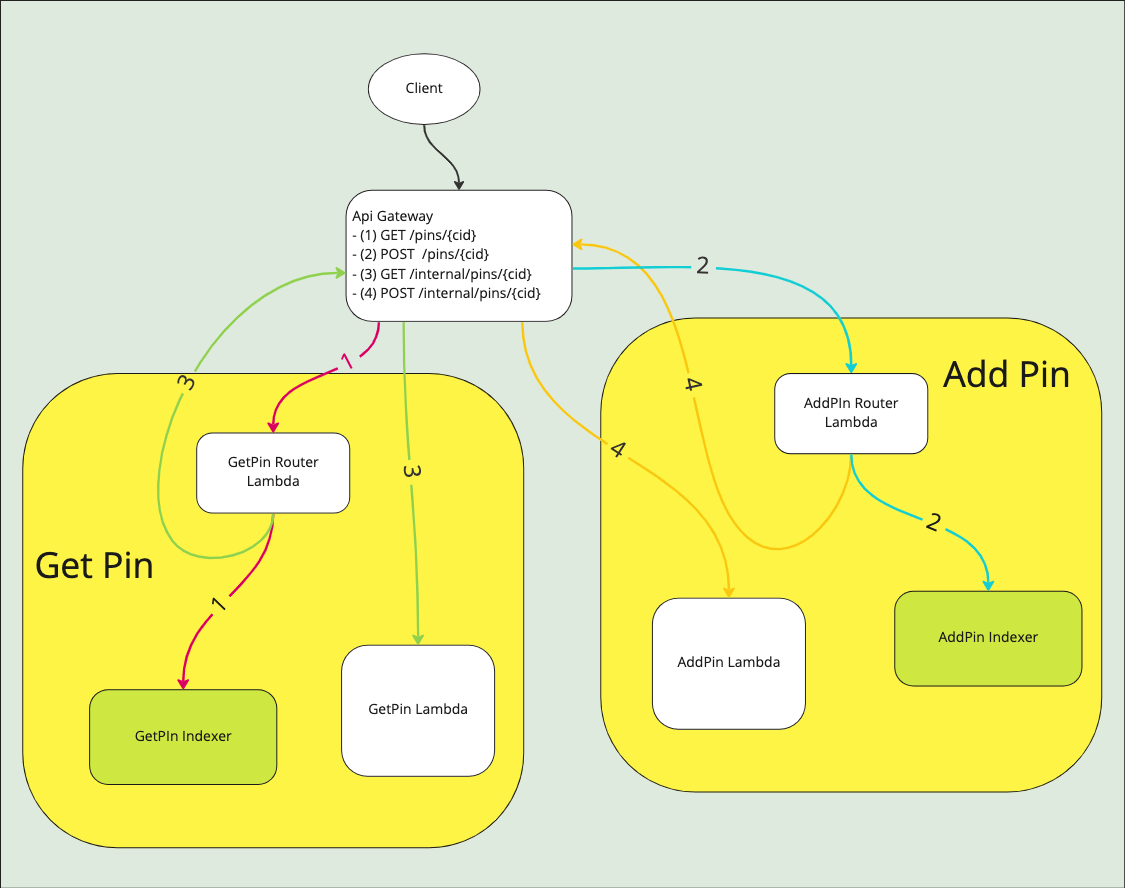 Client
Api Gateway
- (1) GET /pins/{cid}
- (2) POST  /pins/{cid}
- (3) GET /internal/pins/{cid}
- (4) POST /internal/pins/{cid}
2
1
3
4
4
Add Pin
AddPIn Router
Lambda
GetPin Router
Lambda
3
2
Get Pin
1
AddPin Indexer
AddPin Lambda
GetPin Lambda
GetPIn Indexer